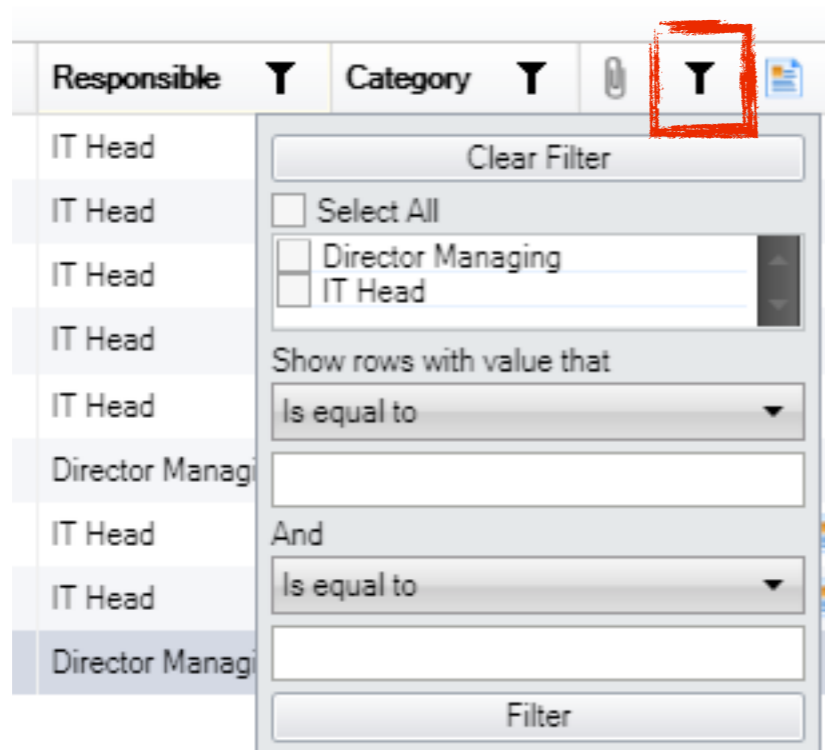 Responsible Category
IT Head
Clear Filter
IT Head
Select All
Director Managing
IT Head
IT Head
IT Head
Show rows with value that
IT Head
Is equal to
Director Managi
IT Head
And
IT Head
Is equal to
Director Managi
Filter